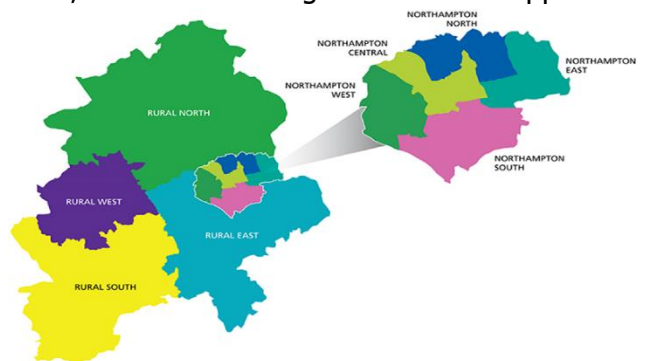 NORTHAMPTON
NORTH
NORTHAMPTON
CENTRAL
NORTHAMPTON
EAST
NORTHAMPTON
WEST
RURAL NORTH
NORTHAMPTON
SOUTH
RURAL WEST
RURAL EAST
RURAL SOUTH